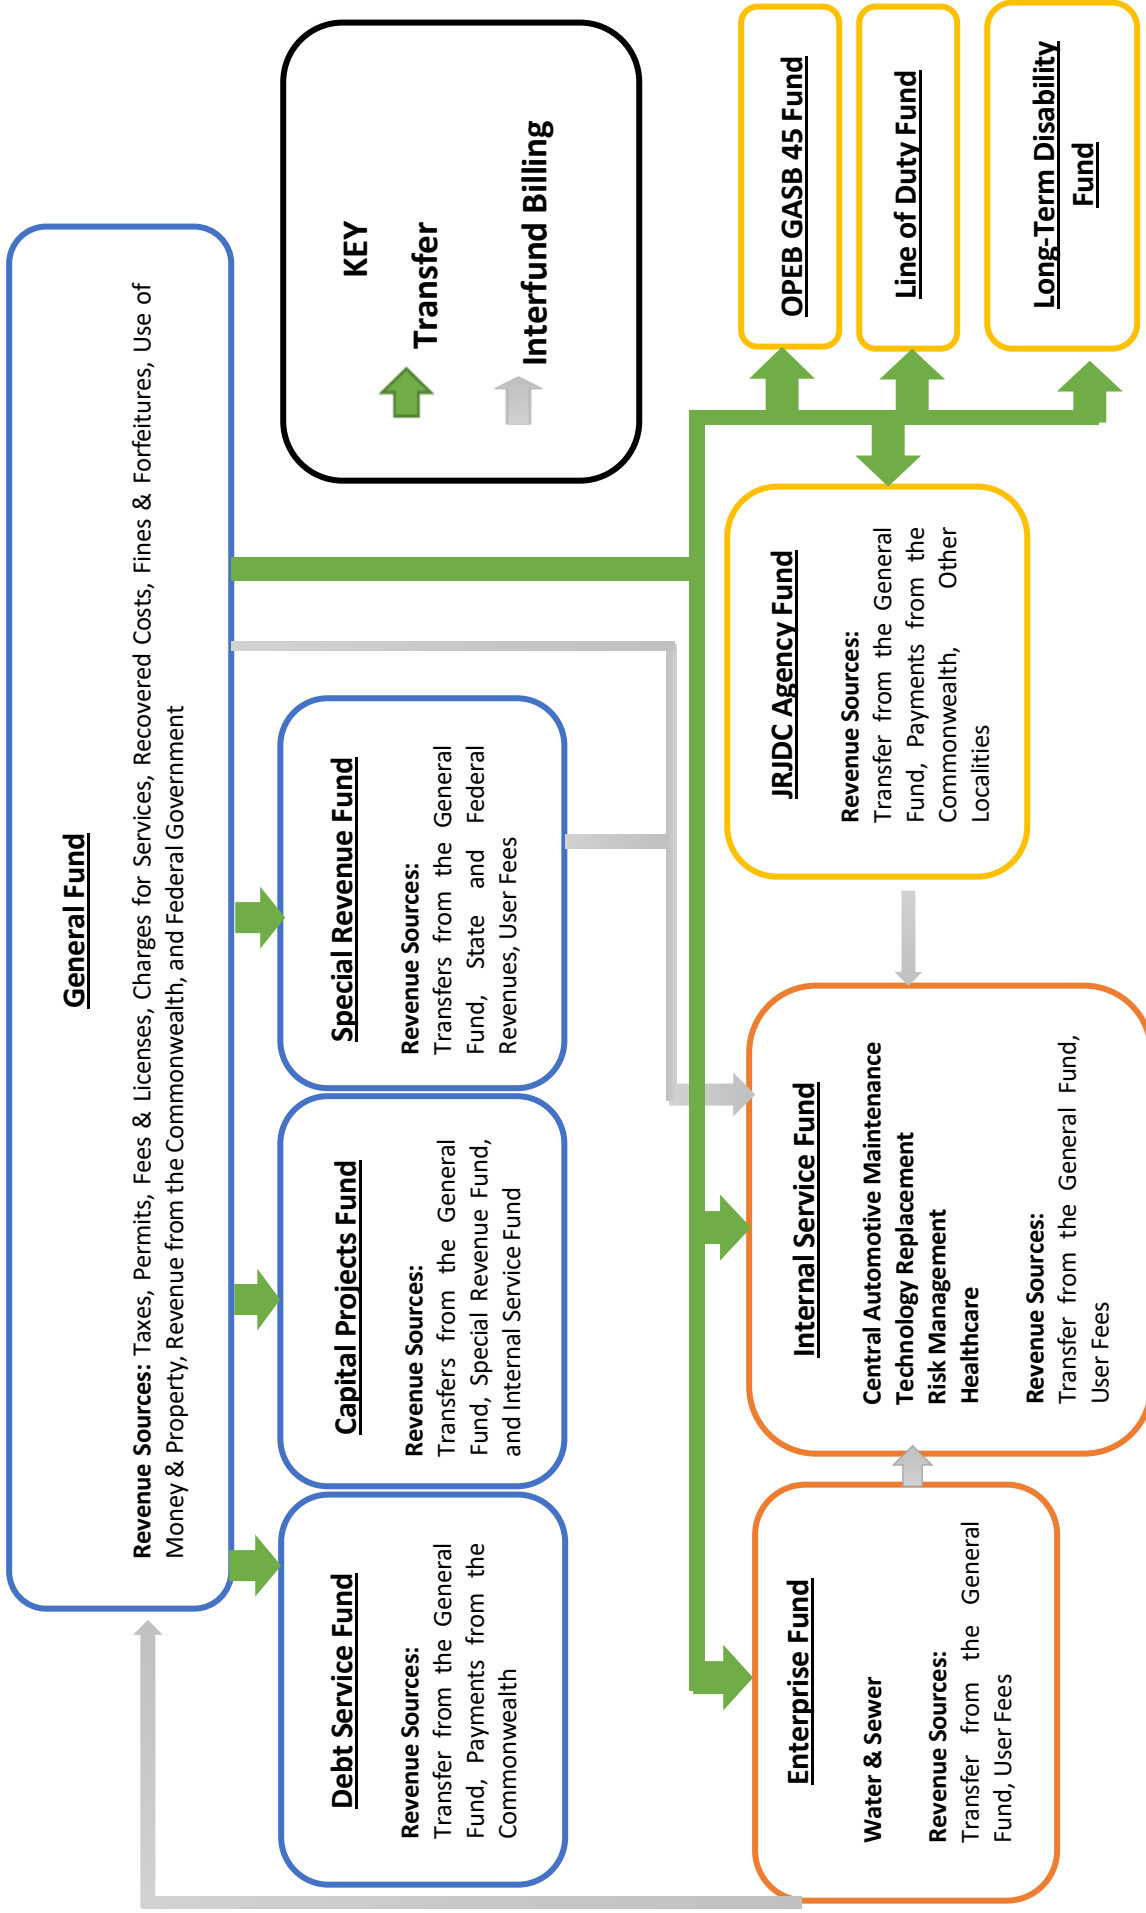 General Fund
Revenue Sources: Taxes, Permits, Fees & Licenses, Charges for Services, Recovered Costs, Fines & Forfeitures, Use of
Money & Property, Revenue from the Commonwealth, and Federal Government
Debt Service Fund
Revenue Sources:
Transfer from the General
Fund, Payments from the
Commonwealth
Capital Projects Fund
Revenue Sources:
Transfers from the General
Fund, Special Revenue Fund,
and Internal Service Fund
Special Revenue Fund
Revenue Sources:
Transfers from the General
Fund, State and Federal
Revenues, User Fees
KEY
Transfer
Interfund Billing
Enterprise Fund
Water & Sewer
Revenue Sources:
Transfer from the General
Fund, User Fees
Internal Service Fund
Central Automotive Maintenance
Technology Replacement
Risk Management
Healthcare
Revenue Sources:
Transfer from the General Fund,
User Fees
JRJDC Agency Fund
Revenue Sources:
Transfer from the General
Fund, Payments from the
Commonwealth, Other
Localities
OPEB GASB 45 Fund
Line of Duty Fund
Long-Term Disability
Fund